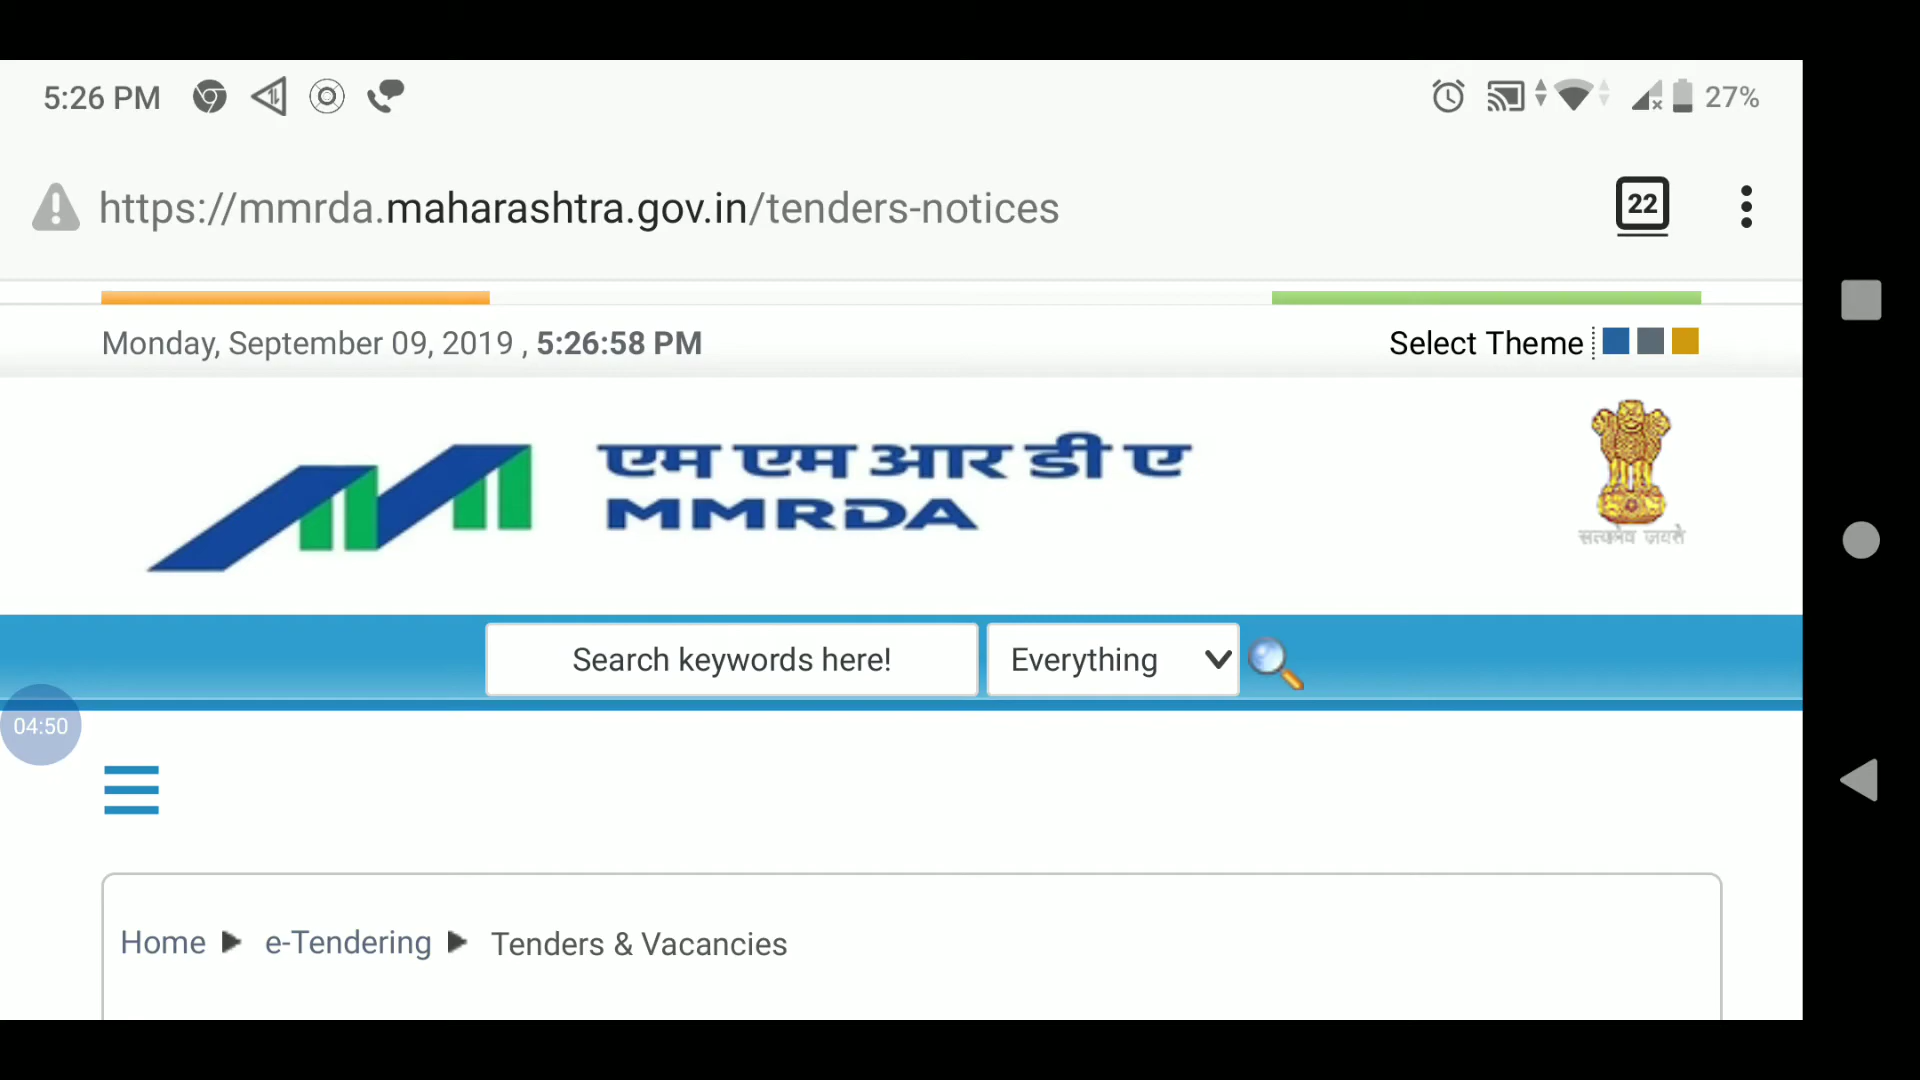 5:26 PM
27%
https://mmrda.maharashtra.gov.in/tenders-notices
22
Monday, September 09, 2019 , 5:26:58 PM
Select Theme
एम एम आर डी ए
MMRDA
सत्यमेव जयते
Search keywords here!
Everything
04:50
Home
e-Tendering
Tenders & Vacancies